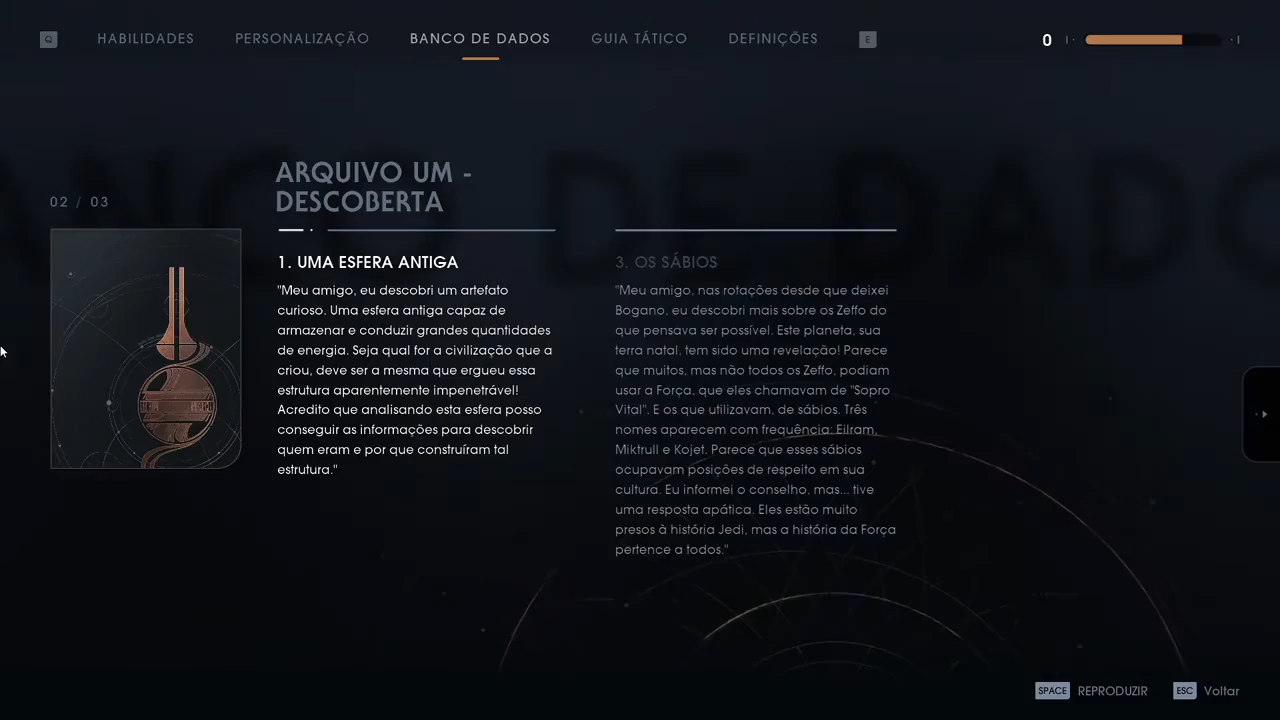 Q
HABILIDADES
PERSONALIZAÇÃO
BANCO DE DADOS
GUIA TÁTICO
DEFINIÇÕES
E
0
BANCO DE DADO
02 / 03
ARQUIVO UM -
DESCOBERTA
1. UMA ESFERA ANTIGA
"Meu amigo, eu descobri um artefato
curioso. Uma esfera antiga capaz de
armazenar e conduzir grandes quantidades
de energia. Seja qual for a civilização que a
criou, deve ser a mesma que ergueu essa
estrutura aparentemente impenetrável!
Acredito que analisando esta esfera posso
conseguir as informações para descobrir
quem eram e por que construíram tal
estrutura."
3. OS SÁBIOS
"Meu amigo, nas rotações desde que deixei
Bogano, eu descobri mais sobre os Zeffo do
que pensava ser possível. Este planeta, sua
terra natal, tem sido uma revelação! Parece
que muitos, mas não todos os Zeffo, podiam
usar a Força, que eles chamavam de "Sopro
Vital". E os que utilizavam, de sábios. Três
nomes aparecem com frequência: Eilram,
Miktrull e Kojet. Parece que esses sábios
ocupavam posições de respeito em sua
cultura. Eu informei o conselho, mas... tive
uma resposta apática. Eles estão muito
presos à história Jedi, mas a história da Força
pertence a todos."
SPACE REPRODUZIR
ESC Voltar